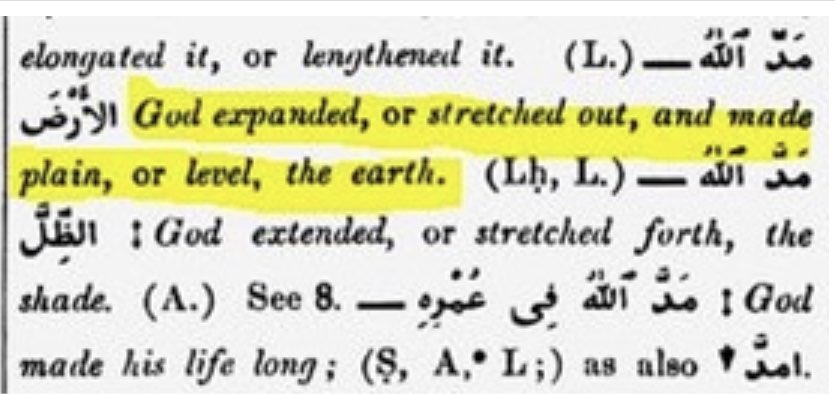 elongated it, or lengthened it. (L.) — مَدَّ ٱللّٰهُ
الأَرْضَ God expanded, or stretched out, and made
plain, or level, the earth. (Lḥ, L.) — مَدَّ ٱللّٰهُ
الظِّلَّ ‡ God extended, or stretched forth, the
shade. (A.) See 8. — مَدَّ ٱللّٰهُ فِى عُمْرِهِ ‡ God
made his life long; (Ṣ, A,* L;) as also ▼ امدّ.